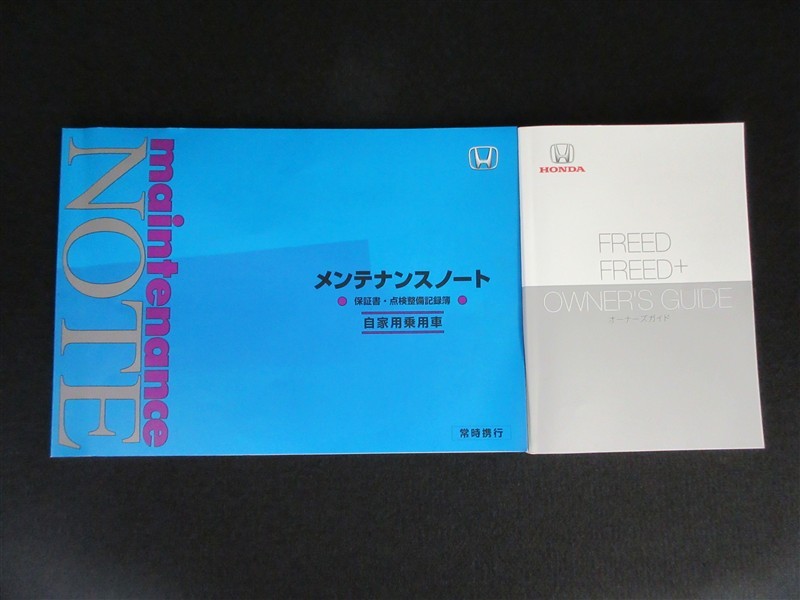 maintenance
NOTE
メンテナンスノート
● 保証書・点検整備記録簿 ●
自家用乗用車
常時携行
HONDA
FREED
FREED+
OWNER'S GUIDE
オーナーズガイド